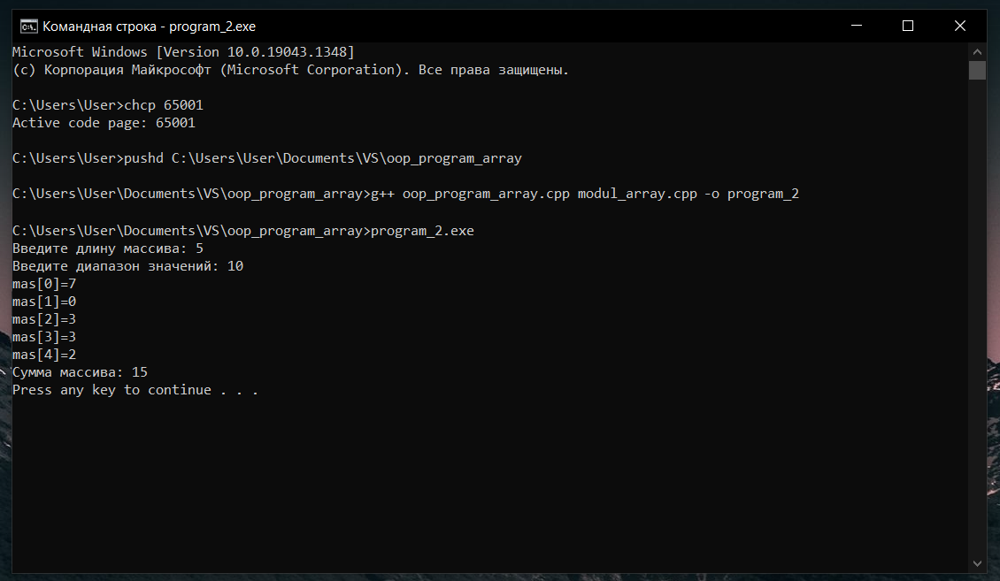 Командная строка - program_2.exe
Microsoft Windows [Version 10.0.19043.1348]
(c) Корпорация Майкрософт (Microsoft Corporation). Все права защищены.
C:\Users\User>chcp 65001
Active code page: 65001
C:\Users\User>pushd C:\Users\User\Documents\VS\oop_program_array
C:\Users\User\Documents\VS\oop_program_array>g++ oop_program_array.cpp modul_array.cpp -o program_2
C:\Users\User\Documents\VS\oop_program_array>program_2.exe
Введите длину массива: 5
Введите диапазон значений: 10
mas[0]=7
mas[1]=0
mas[2]=3
mas[3]=3
mas[4]=2
Сумма массива: 15
Press any key to continue . . .